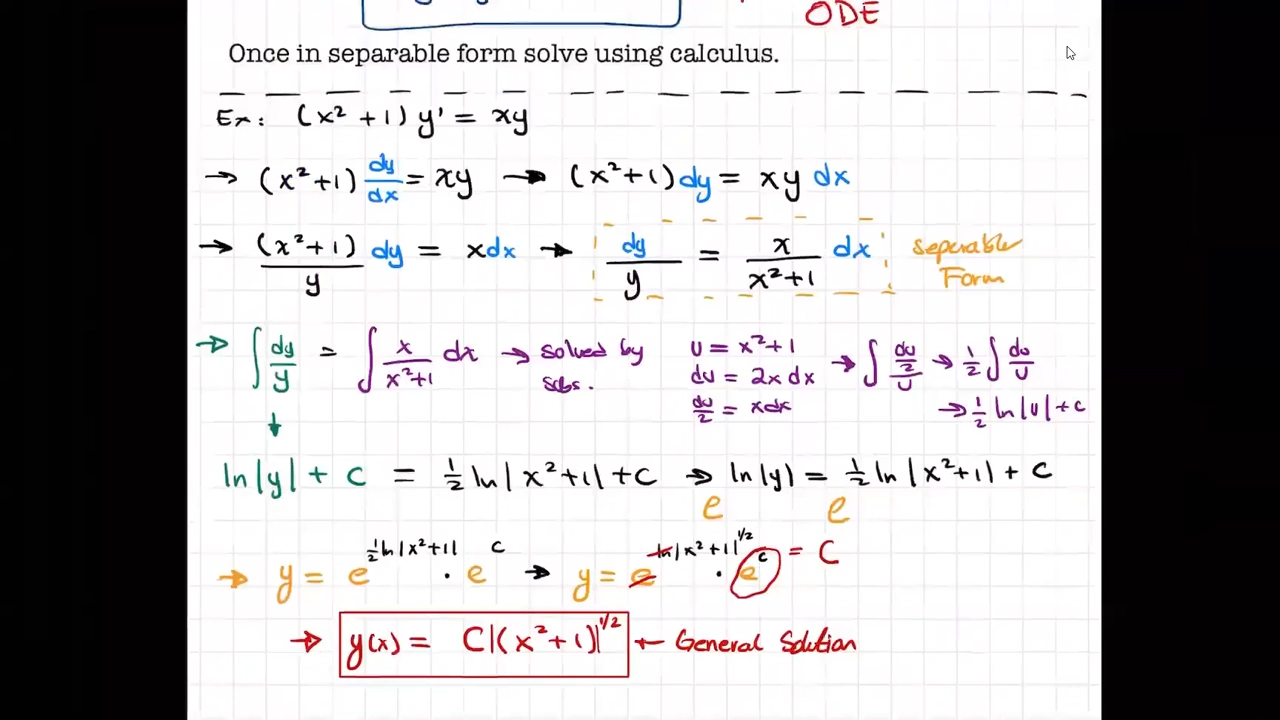 ODE
Once in separable form solve using calculus.
Ex: (x² + 1) y' = xy
→ (x²+1) dy/dx = xy → (x²+1) dy = xy dx
→ (x²+1)/y dy = x dx → dy/y = x/(x²+1) dx seperable Form
→ ∫ dy/y = ∫ x/(x²+1) dx → solved by subs. u = x²+1 → ∫ (du/2)/u → 1/2 ∫ du/u
du = 2x dx
du/2 = xdx → 1/2 ln|u| + c
↓
ln|y| + c = 1/2 ln|x²+1| + c → ln|y| = 1/2 ln|x²+1| + c
e e
→ y = e^(1/2 ln|x²+1|) · e^c → y = e^(ln|x²+1|^(1/2)) · e^c = C
→ y(x) = C|(x²+1)|^(1/2) ← General Solution